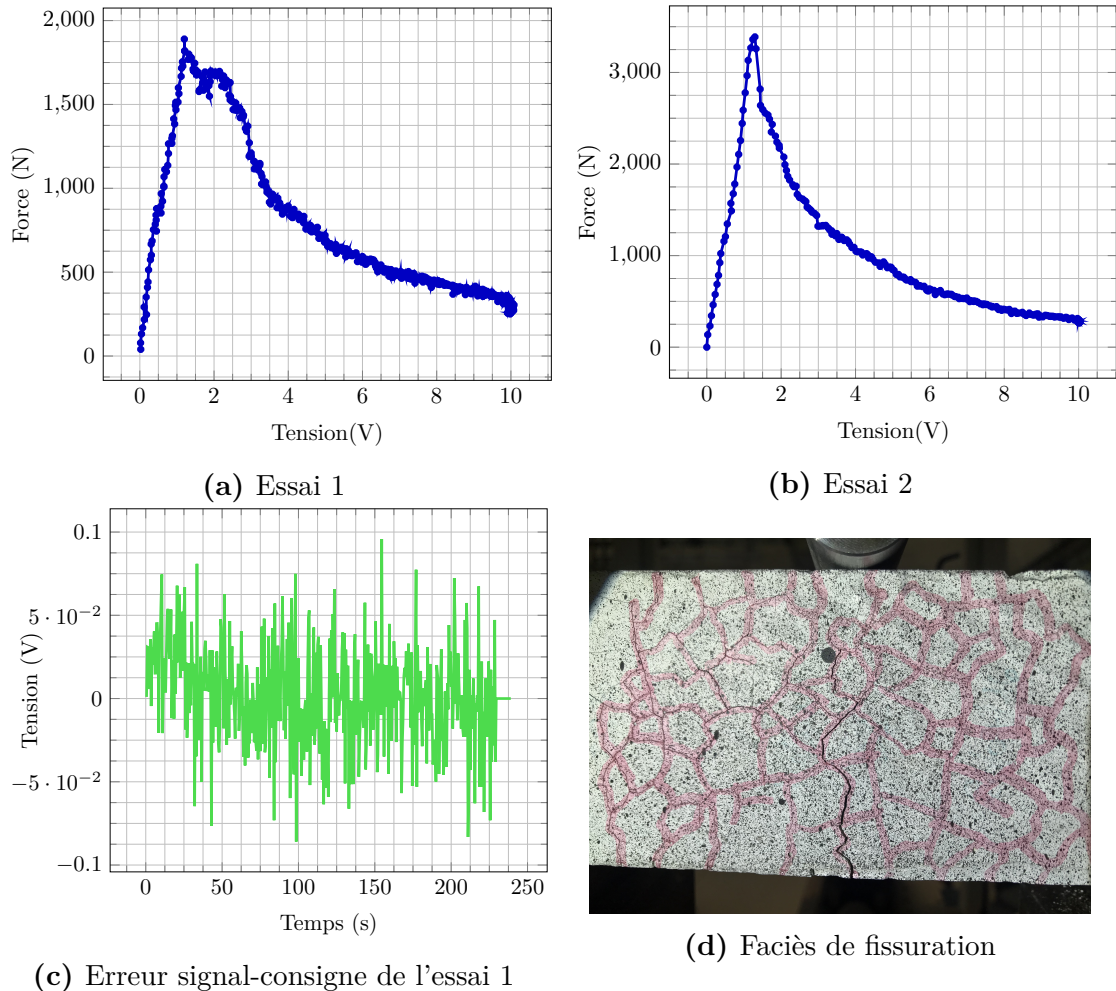 2,000
1,500
1,000
500
0
Force (N)
0 2 4 6 8 10
Tension(V)
(a) Essai 1
3,000
2,000
1,000
0
Force (N)
0 2 4 6 8 10
Tension(V)
(b) Essai 2
0.1
5 · 10⁻²
0
−5 · 10⁻²
−0.1
Tension (V)
0 50 100 150 200 250
Temps (s)
(c) Erreur signal-consigne de l'essai 1
(d) Faciès de fissuration